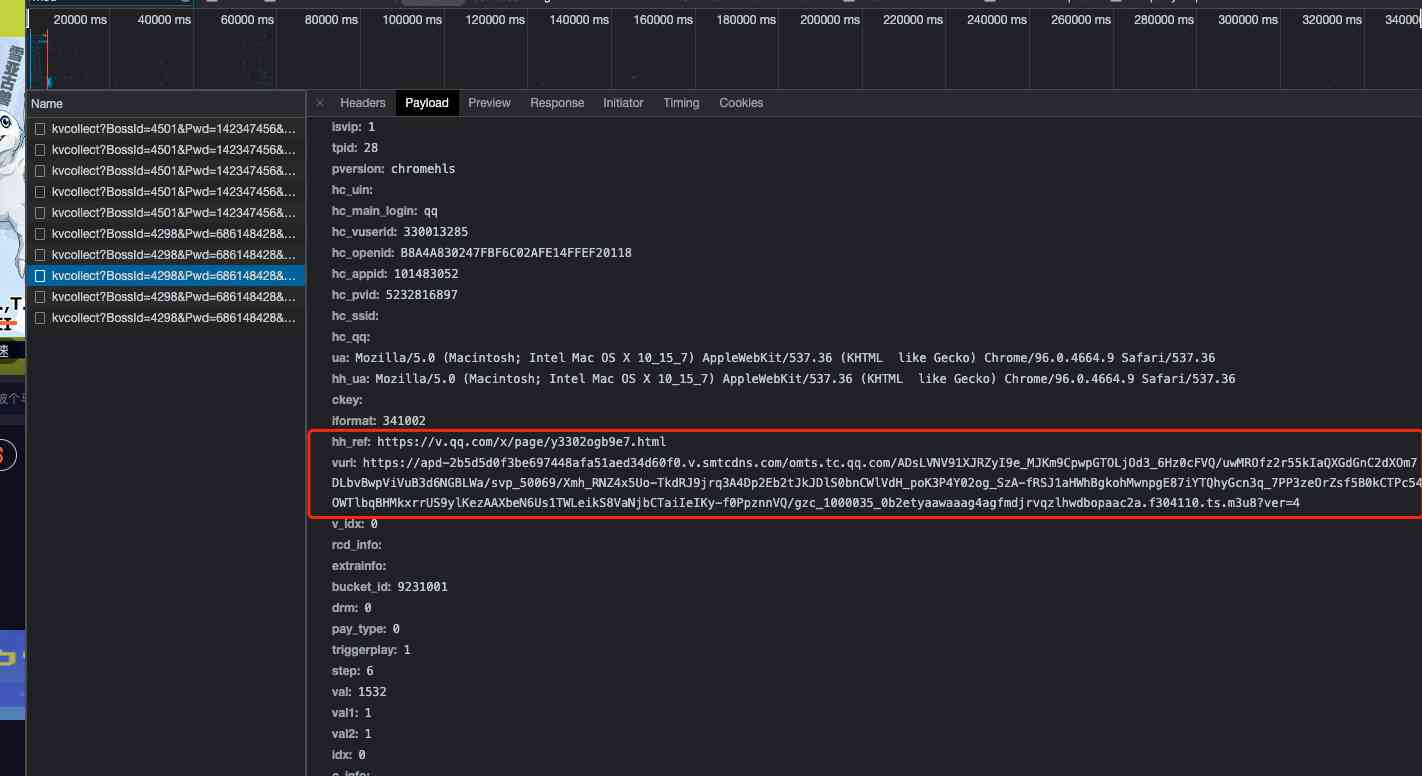 20000 ms 40000 ms 60000 ms 80000 ms 100000 ms 120000 ms 140000 ms 160000 ms 180000 ms 200000 ms 220000 ms 240000 ms 260000 ms 280000 ms 300000 ms 320000 ms 34000
Name
× Headers Payload Preview Response Initiator Timing Cookies
kvcollect?BossId=4501&Pwd=142347456&...
kvcollect?BossId=4501&Pwd=142347456&...
kvcollect?BossId=4501&Pwd=142347456&...
kvcollect?BossId=4501&Pwd=142347456&...
kvcollect?BossId=4501&Pwd=142347456&...
kvcollect?BossId=4298&Pwd=686148428&...
kvcollect?BossId=4298&Pwd=686148428&...
kvcollect?BossId=4298&Pwd=686148428&...
kvcollect?BossId=4298&Pwd=686148428&...
kvcollect?BossId=4298&Pwd=686148428&...
isvip: 1
tpid: 28
pversion: chromehls
hc_uin:
hc_main_login: qq
hc_vuserid: 330013285
hc_openid: B8A4A830247FBF6C02AFE14FFEF20118
hc_appid: 101483052
hc_pvid: 5232816897
hc_ssid:
hc_qq:
ua: Mozilla/5.0 (Macintosh; Intel Mac OS X 10_15_7) AppleWebKit/537.36 (KHTML  like Gecko) Chrome/96.0.4664.9 Safari/537.36
hh_ua: Mozilla/5.0 (Macintosh; Intel Mac OS X 10_15_7) AppleWebKit/537.36 (KHTML  like Gecko) Chrome/96.0.4664.9 Safari/537.36
ckey:
iformat: 341002
hh_ref: https://v.qq.com/x/page/y3302ogb9e7.html
vurl: https://apd-2b5d5d0f3be697448afa51aed34d60f0.v.smtcdns.com/omts.tc.qq.com/ADsLVNV91XJRZyI9e_MJKm9CpwpGTOLjOd3_6Hz0cFVQ/uwMROfz2r55kIaQXGdGnC2dXOm7
DLbvBwpViVuB3d6NGBLWa/svp_50069/Xmh_RNZ4x5Uo-TkdRJ9jrq3A4Dp2Eb2tJkJDlS0bnCWlVdH_poK3P4Y02og_SzA-fRSJ1aHWhBgkohMwnpgE87iYTQhyGcn3q_7PP3zeOrZsf5B0kCTPc54
OWTlbqBHMkxrrUS9ylKezAAXbeN6Us1TWLeikS8VaNjbCTaiIeIKy-f0PpznnVQ/gzc_1000035_0b2etyaawaaag4agfmdjrvqzlhwdbopaac2a.f304110.ts.m3u8?ver=4
v_idx: 0
rcd_info:
extrainfo:
bucket_id: 9231001
drm: 0
pay_type: 0
triggerplay: 1
step: 6
val: 1532
val1: 1
val2: 1
idx: 0